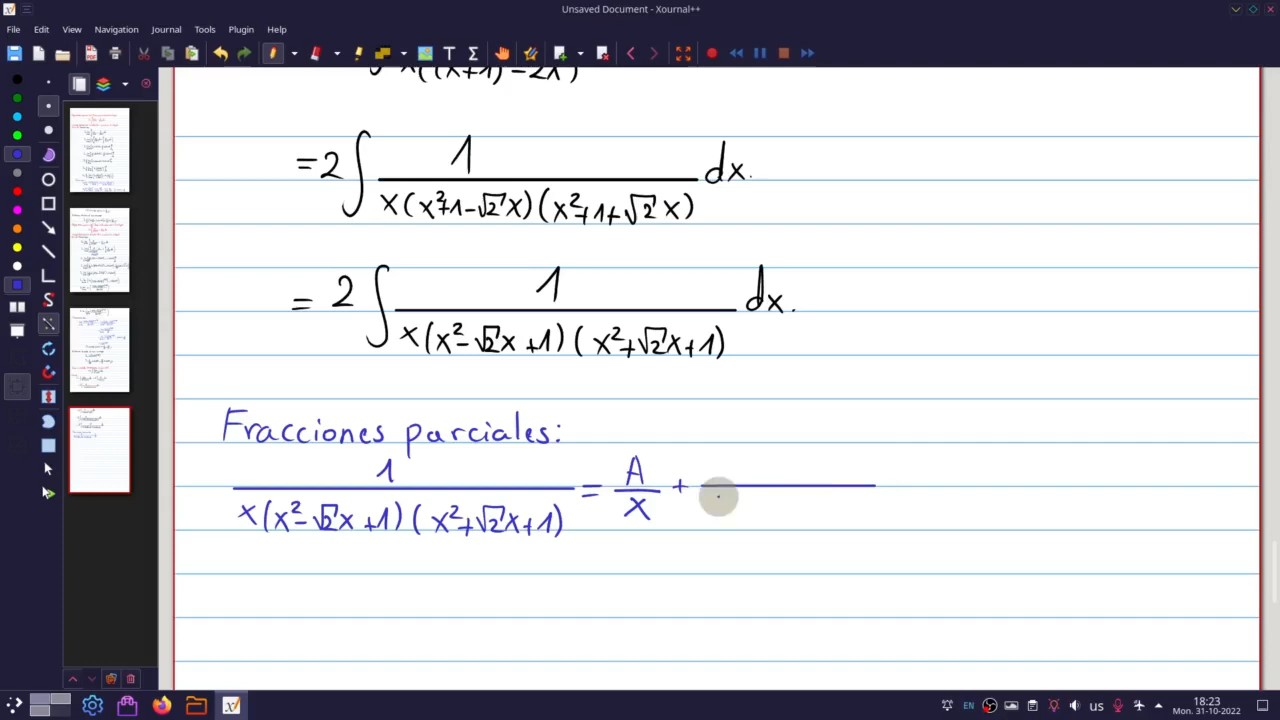 Unsaved Document - Xournal++
File Edit View Navigation Journal Tools Plugin Help
x((x+1)-2x)
=2∫ 1 / x(x²+1-√2x)(x²+1+√2x) dx.
= 2∫ 1 / x(x²-√2x+1)(x²+√2x+1) dx.
Fracciones parciales:
1 / x(x²-√2x+1)(x²+√2x+1) = A/x +
EN us 18:23
Mon. 31-10-2022